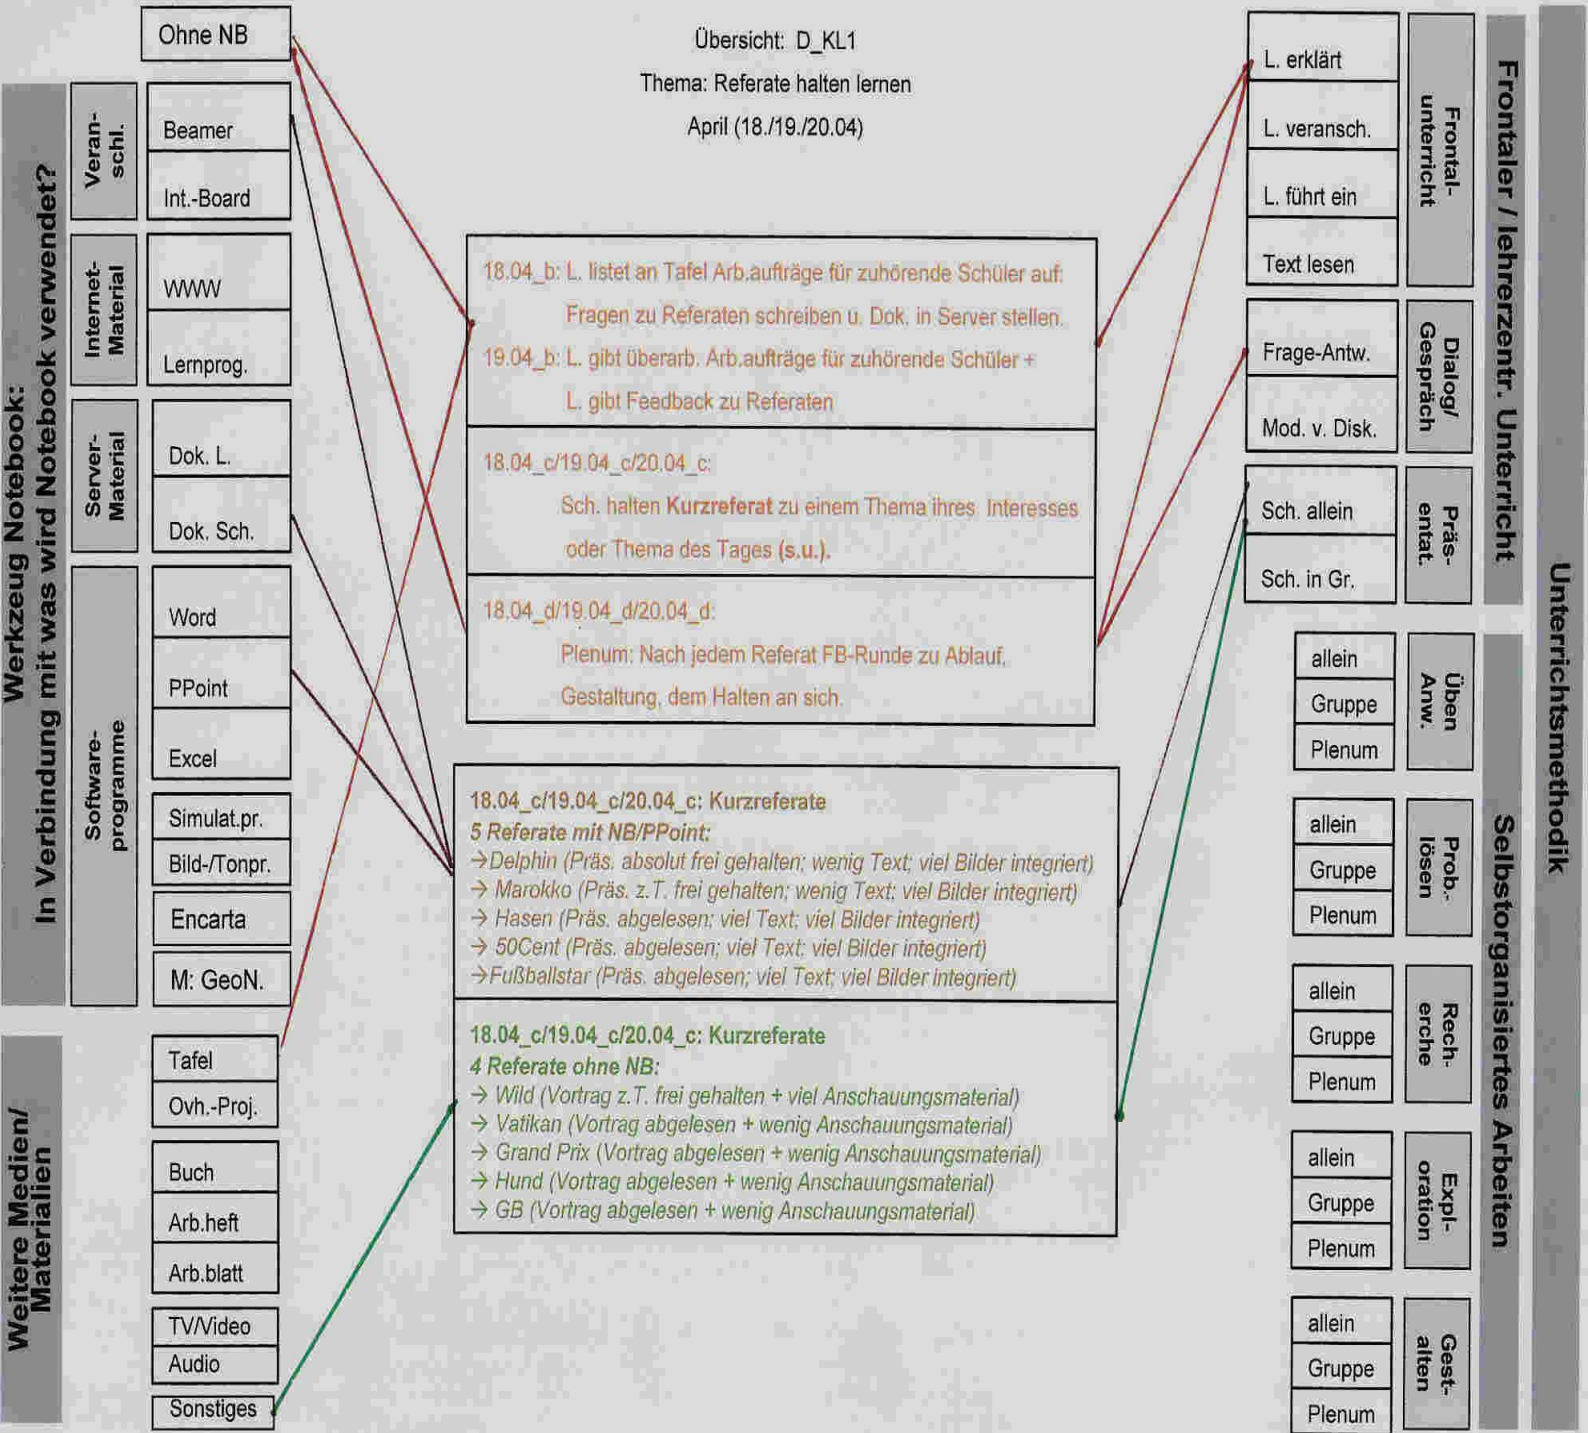 Übersicht: D_KL1
Thema: Referate halten lernen
April (18./19./20.04)
Werkzeug Notebook:
In Verbindung mit was wird Notebook verwendet?
Ohne NB
Veran-
schl.
Beamer
Int.-Board
Internet-
Material
WWW
Lernprog.
Server-
Material
Dok. L.
Dok. Sch.
Software-
programme
Word
PPoint
Excel
Simulat.pr.
Bild-/Tonpr.
Encarta
M: GeoN.
Weitere Medien/
Materialien
Tafel
Ovh.-Proj.
Buch
Arb.heft
Arb.blatt
TV/Video
Audio
Sonstiges
18.04_b: L. listet an Tafel Arb.aufträge für zuhörende Schüler auf:
Fragen zu Referaten schreiben u. Dok. in Server stellen.
19.04_b: L. gibt überarb. Arb.aufträge für zuhörende Schüler +
L. gibt Feedback zu Referaten
18.04_c/19.04_c/20.04_c:
Sch. halten Kurzreferat zu einem Thema ihres Interesses
oder Thema des Tages (s.u.).
18.04_d/19.04_d/20.04_d:
Plenum: Nach jedem Referat FB-Runde zu Ablauf,
Gestaltung, dem Halten an sich.
18.04_c/19.04_c/20.04_c: Kurzreferate
5 Referate mit NB/PPoint:
→Delphin (Präs. absolut frei gehalten; wenig Text; viel Bilder integriert)
→ Marokko (Präs. z.T. frei gehalten; wenig Text; viel Bilder integriert)
→ Hasen (Präs. abgelesen; viel Text; viel Bilder integriert)
→ 50Cent (Präs. abgelesen; viel Text; viel Bilder integriert)
→Fußballstar (Präs. abgelesen; viel Text; viel Bilder integriert)
18.04_c/19.04_c/20.04_c: Kurzreferate
4 Referate ohne NB:
→ Wild (Vortrag z.T. frei gehalten + viel Anschauungsmaterial)
→ Vatikan (Vortrag abgelesen + wenig Anschauungsmaterial)
→ Grand Prix (Vortrag abgelesen + wenig Anschauungsmaterial)
→ Hund (Vortrag abgelesen + wenig Anschauungsmaterial)
→ GB (Vortrag abgelesen + wenig Anschauungsmaterial)
L. erklärt
L. veransch.
L. führt ein
Text lesen
Frontal-
unterricht
Frage-Antw.
Mod. v. Disk.
Dialog/
Gespräch
Sch. allein
Sch. in Gr.
Präs-
entat.
Frontaler / lehrerzentr. Unterricht
allein
Gruppe
Plenum
Üben
Anw.
allein
Gruppe
Plenum
Prob.-
lösen
allein
Gruppe
Plenum
Rech-
erche
allein
Gruppe
Plenum
Expl-
oration
allein
Gruppe
Plenum
Gest-
alten
Selbstorganisiertes Arbeiten
Unterrichtsmethodik